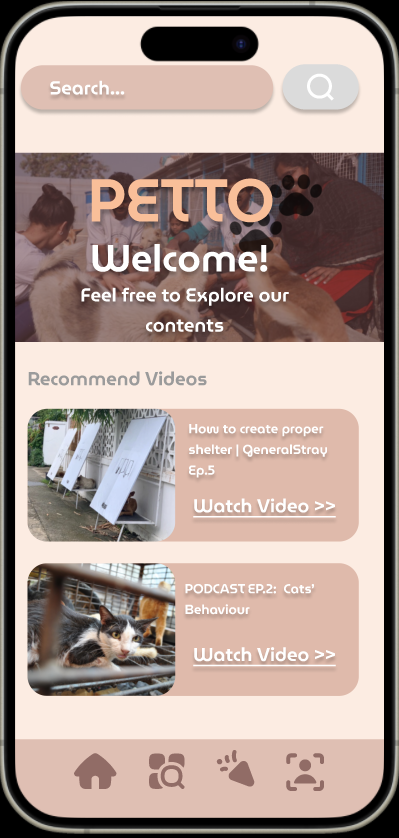 Search...
PETTO
Welcome!
Feel free to Explore our
contents
Recommend Videos
How to create proper
shelter | GeneralStray
Ep.5
Watch Video >>
PODCAST EP.2: Cats'
Behaviour
Watch Video >>